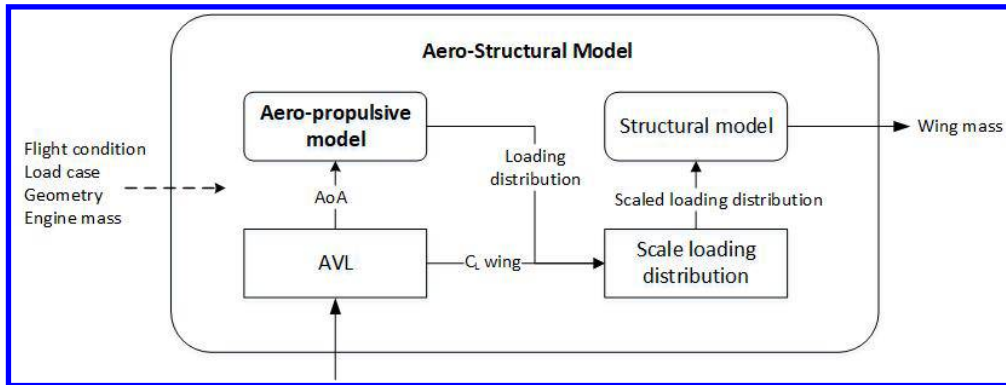 Aero-Structural Model
Flight condition
Load case
Geometry
Engine mass
Aero-propulsive
model
AoA
AVL
C_L wing
Loading
distribution
Structural model
Scaled loading distribution
Scale loading
distribution
Wing mass